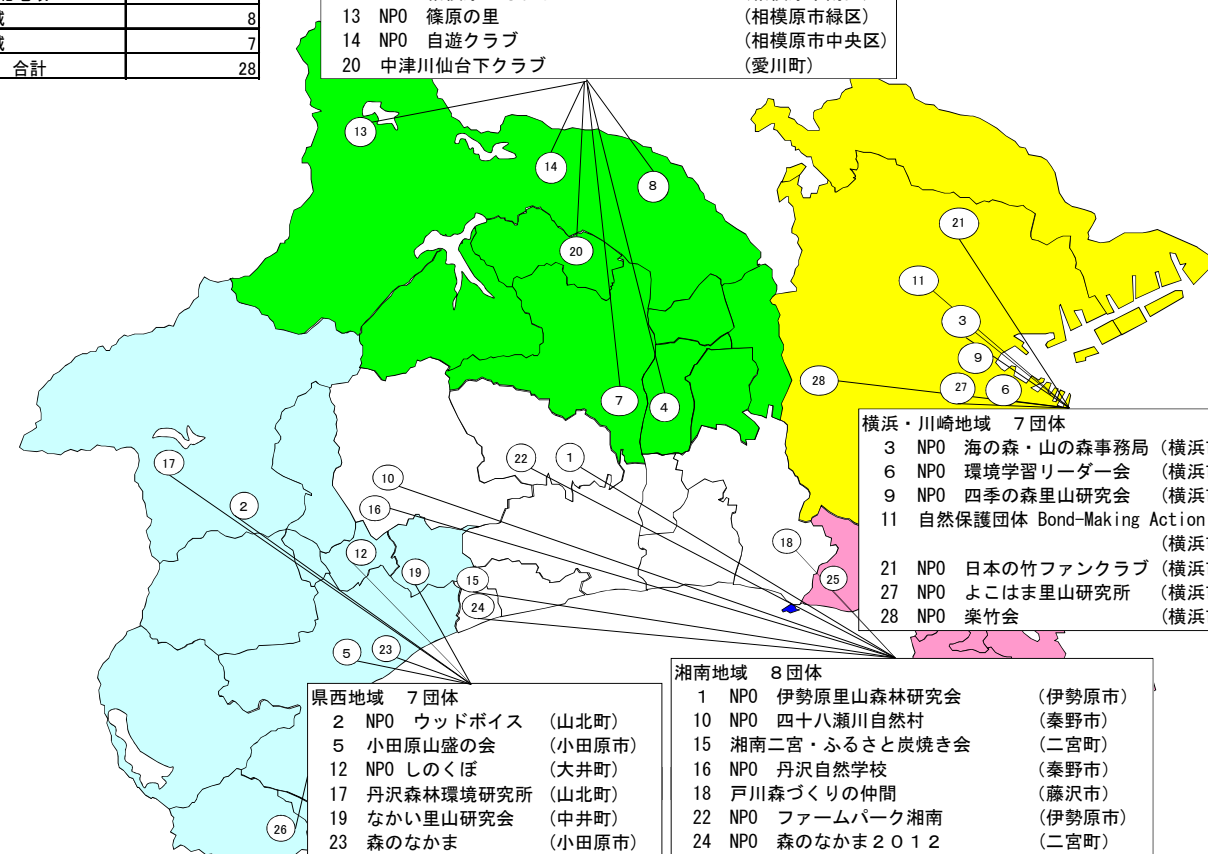 8
7
合計 28
13 NPO 篠原の里 (相模原市緑区)
14 NPO 自遊クラブ (相模原市中央区)
20 中津川仙台下クラブ (愛川町)
13
14
8
20
21
11
3
9
28
27
6
7
4
横浜・川崎地域 7団体
3 NPO 海の森・山の森事務局 (横浜
6 NPO 環境学習リーダー会 (横浜
9 NPO 四季の森里山研究会 (横浜
11 自然保護団体 Bond-Making Action
(横浜
21 NPO 日本の竹ファンクラブ (横浜
27 NPO よこはま里山研究所 (横浜
28 NPO 楽竹会 (横浜
17
2
10
16
22
1
12
19
15
24
18
25
5
23
26
県西地域 7団体
2 NPO ウッドボイス (山北町)
5 小田原山盛の会 (小田原市)
12 NPO しのくぼ (大井町)
17 丹沢森林環境研究所 (山北町)
19 なかい里山研究会 (中井町)
23 森のなかま (小田原市)
湘南地域 8団体
1 NPO 伊勢原里山森林研究会 (伊勢原市)
10 NPO 四十八瀬川自然村 (秦野市)
15 湘南二宮・ふるさと炭焼き会 (二宮町)
16 NPO 丹沢自然学校 (秦野市)
18 戸川森づくりの仲間 (藤沢市)
22 NPO ファームパーク湘南 (伊勢原市)
24 NPO 森のなかま2012 (二宮町)